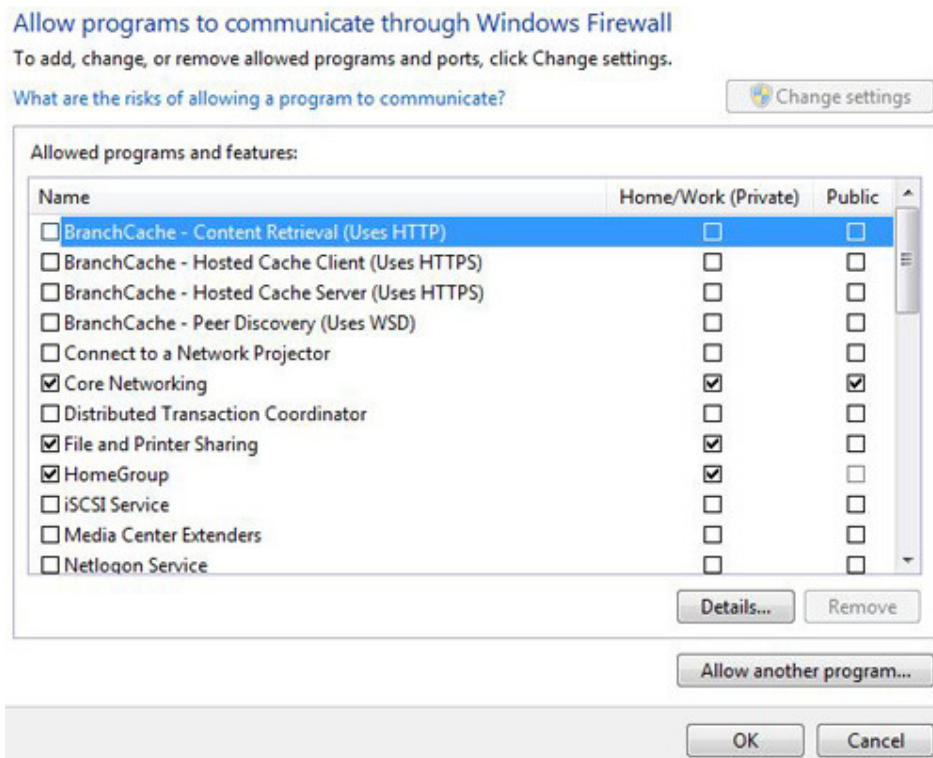 Allow programs to communicate through Windows Firewall
To add, change, or remove allowed programs and ports, click Change settings.
What are the risks of allowing a program to communicate?
Change settings
Allowed programs and features:
Name Home/Work (Private) Public
BranchCache - Content Retrieval (Uses HTTP)
BranchCache - Hosted Cache Client (Uses HTTPS)
BranchCache - Hosted Cache Server (Uses HTTPS)
BranchCache - Peer Discovery (Uses WSD)
Connect to a Network Projector
Core Networking
Distributed Transaction Coordinator
File and Printer Sharing
HomeGroup
iSCSI Service
Media Center Extenders
Netlogon Service
Details... Remove
Allow another program...
OK Cancel